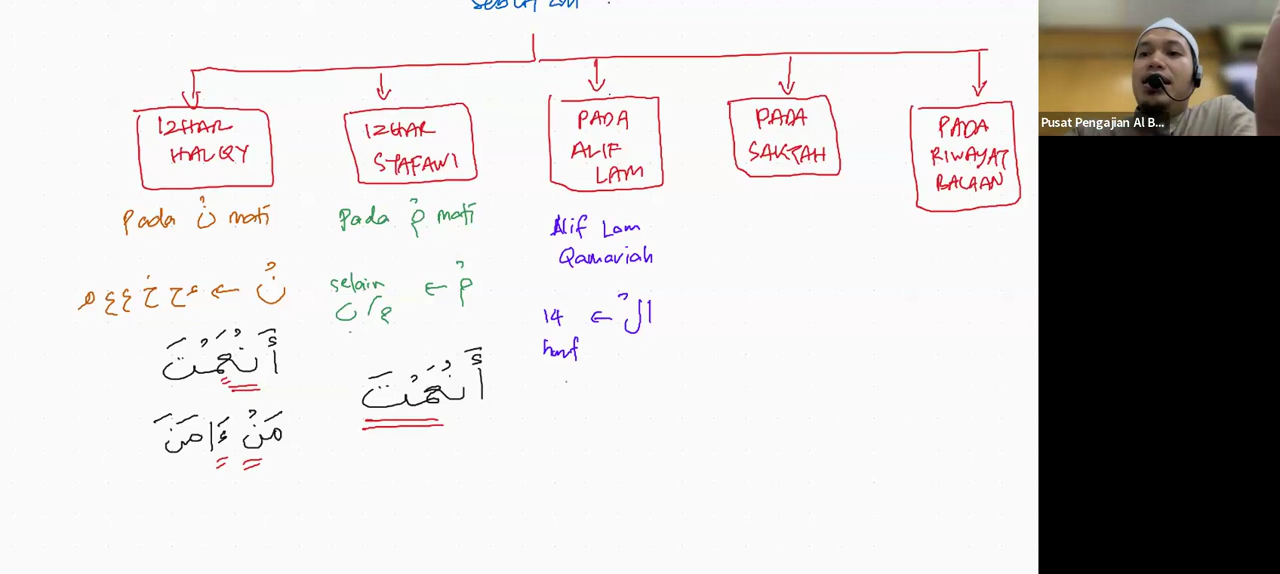 IZHAR
HALQY
IZHAR
SYAFAWI
PADA
ALIF
LAM
PADA
SAKTAH
PADA
RIWAYAT
BACAAN
Pada نْ mati
نْ ← ء ح خ ع غ ه
أَنْعَمْتَ
مَنْ ءَامَنَ
Pada مْ mati
مْ ← selain
م/ب
أَنْعَمْتَ
Alif Lam
Qamariah
الْ ← 14
huruf
Pusat Pengajian Al B...